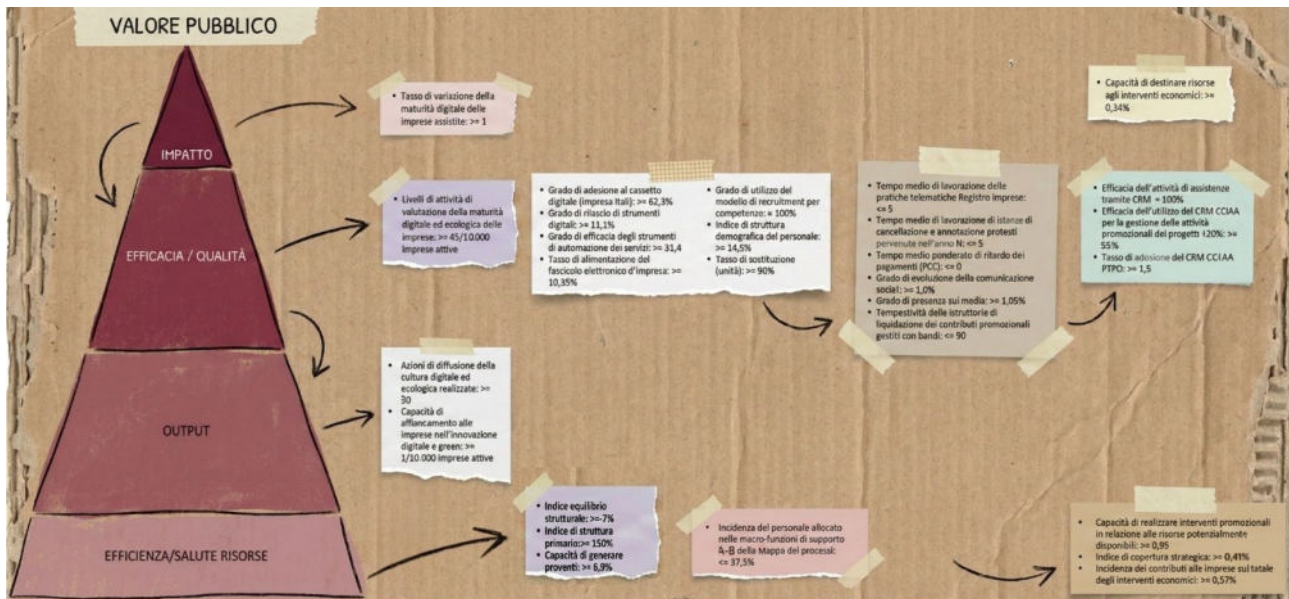 VALORE PUBBLICO
IMPATTO
EFFICACIA / QUALITÀ
OUTPUT
EFFICIENZA/SALUTE RISORSE
• Tasso di variazione della
maturità digitale delle
imprese assistite: >= 1
• Capacità di destinare risorse
agli interventi economici: >=
0,34%
• Livelli di attività di
valutazione della maturità
digitale ed ecologica delle
imprese: >= 45/10.000
imprese attive
• Grado di adesione al cassetto
digitale (impresa Itali): >= 62,3%
• Grado di rilascio di strumenti
digitali: >= 11,1%
• Grado di efficacia degli strumenti
di automazione dei servizi: >= 31,4
• Tasso di alimentazione del
fascicolo elettronico d'impresa: >=
10,35%
• Grado di utilizzo del
modello di recruitment per
competenze: = 100%
• Indice di struttura
demografica del personale:
>= 14,5%
• Tasso di sostituzione
(unità): >= 90%
• Tempo medio di lavorazione delle
pratiche telematiche Registro imprese:
<= 5
• Tempo medio di lavorazione di istanze di
cancellazione e annotazione protesti
pervenute nell'anno N: <= 5
• Tempo medio ponderato di ritardo dei
pagamenti (PCC): <= 0
• Grado di evoluzione della comunicazione
social: >= 1,0%
• Grado di presenza sui media: >= 1,05%
• Tempestività delle istruttorie di
liquidazione dei contributi promozionali
gestiti con bandi: <= 90
• Efficacia dell'attività di assistenze
tramite CRM = 100%
• Efficacia dell'utilizzo del CRM CCIAA
per la gestione delle attività
promozionali dei progetti +20%: >=
55%
• Tasso di adesione del CRM CCIAA
PTPO: >= 1,5
• Azioni di diffusione della
cultura digitale ed
ecologica realizzate: >=
30
• Capacità di
affiancamento alle
imprese nell'innovazione
digitale e green: >=
1/10.000 imprese attive
• Indice equilibrio
strutturale: >=-7%
• Indice di struttura
primario:>= 150%
• Capacità di generare
proventi: >= 6,9%
• Incidenza del personale allocato
nelle macro-funzioni di supporto
A-B della Mappa dei processi:
<= 37,5%
• Capacità di realizzare interventi promozionali
in relazione alle risorse potenzialmente
disponibili: >= 0,95
• Indice di copertura strategica: >= 0,41%
• Incidenza dei contributi alle imprese sul totale
degli interventi economici: >= 0,57%